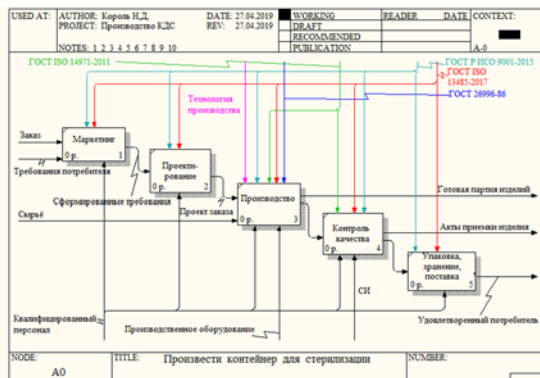 USED AT:
AUTHOR: Король Н,Д,
DATE: 27.04.2019
WORKING
READER
DATE
CONTEXT:
PROJECT: Производство КДС
REV: 27.04.2019
DRAFT
RECOMMENDED
NOTES: 1 2 3 4 5 6 7 8 9 10
PUBLICATION
A-0
ГОСТ ISO 14971-2011
ГОСТ Р ИСО 9001-2015
ГОСТ ISO
13485-2017
ГОСТ 26996-86
Технология
производства
Заказ
Маркетинг
0 р.
1
Требования потребителя
Проекти-
рование
0 р.
2
Сформированные требования
Проект заказа
Сырьё
Производство
0 р.
3
Готовая партия изделий
Контроль
качества
0 р.
4
Акты приемки изделия
Упаковка,
хранение,
поставка
0 р.
5
СИ
Удовлетворенный потребитель
Квалифицированный
персонал
Производственное оборудование
NODE:
A0
TITLE:
Произвести контейнер для стерилизации
NUMBER: